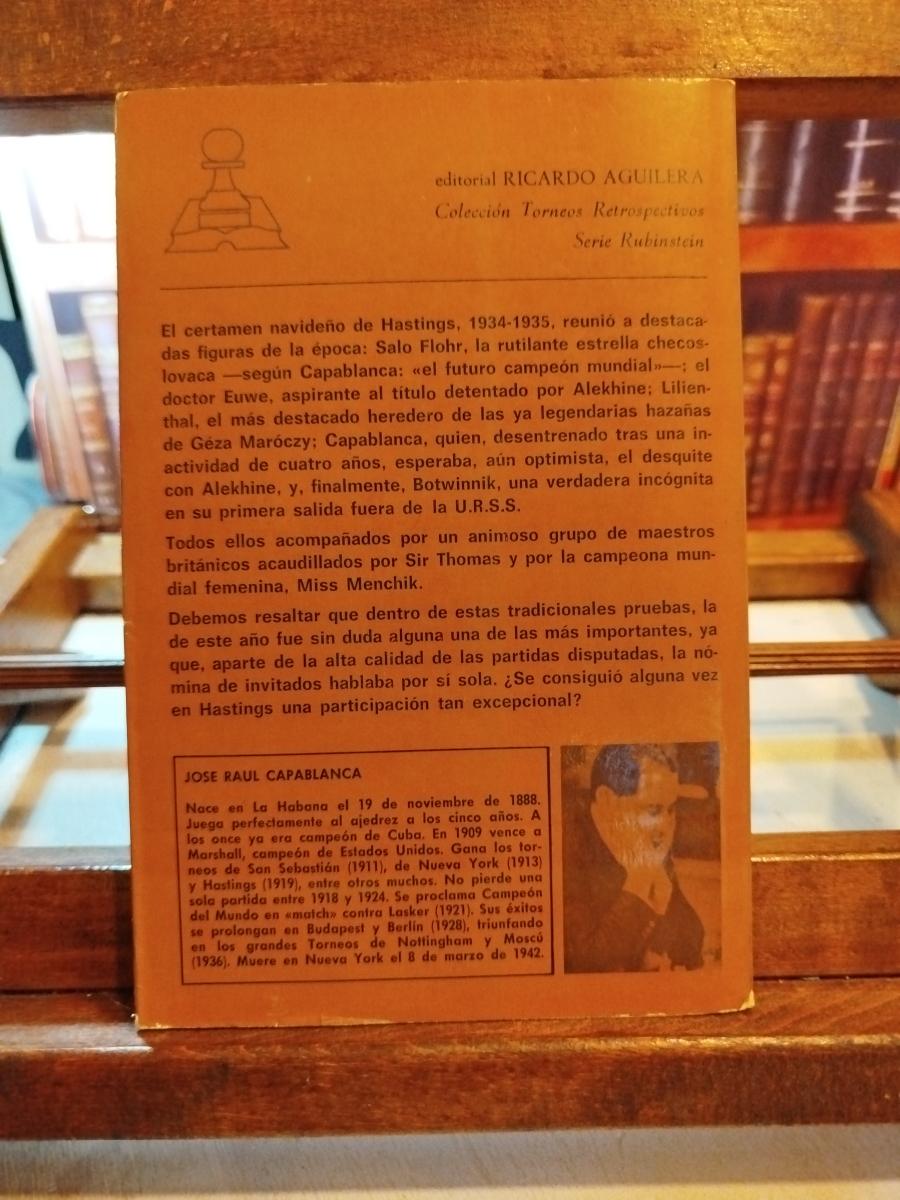 editorial RICARDO AGUILERA
Colección Torneos Retrospectivos
Serie Rubinstein
El certamen navideño de Hastings, 1934-1935, reunió a destaca-
das figuras de la época: Salo Flohr, la rutilante estrella checos-
lovaca —según Capablanca: «el futuro campeón mundial»—; el
doctor Euwe, aspirante al título detentado por Alekhine; Lilien-
thal, el más destacado heredero de las ya legendarias hazañas
de Géza Maróczy; Capablanca, quien, desentrenado tras una in-
actividad de cuatro años, esperaba, aún optimista, el desquite
con Alekhine, y, finalmente, Botwinnik, una verdadera incógnita
en su primera salida fuera de la U.R.S.S.
Todos ellos acompañados por un animoso grupo de maestros
británicos acaudillados por Sir Thomas y por la campeona mun-
dial femenina, Miss Menchik.
Debemos resaltar que dentro de estas tradicionales pruebas, la
de este año fue sin duda alguna una de las más importantes, ya
que, aparte de la alta calidad de las partidas disputadas, la nó-
mina de invitados hablaba por sí sola. ¿Se consiguió alguna vez
en Hastings una participación tan excepcional?
JOSE RAUL CAPABLANCA
Nace en La Habana el 19 de noviembre de 1888.
Juega perfectamente al ajedrez a los cinco años. A
los once ya era campeón de Cuba. En 1909 vence a
Marshall, campeón de Estados Unidos. Gana los tor-
neos de San Sebastián (1911), de Nueva York (1913)
y Hastings (1919), entre otros muchos. No pierde una
sola partida entre 1918 y 1924. Se proclama Campeón
del Mundo en «match» contra Lasker (1921). Sus éxitos
se prolongan en Budapest y Berlín (1928), triunfando
en los grandes Torneos de Nottingham y Moscú
(1936). Muere en Nueva York el 8 de marzo de 1942.